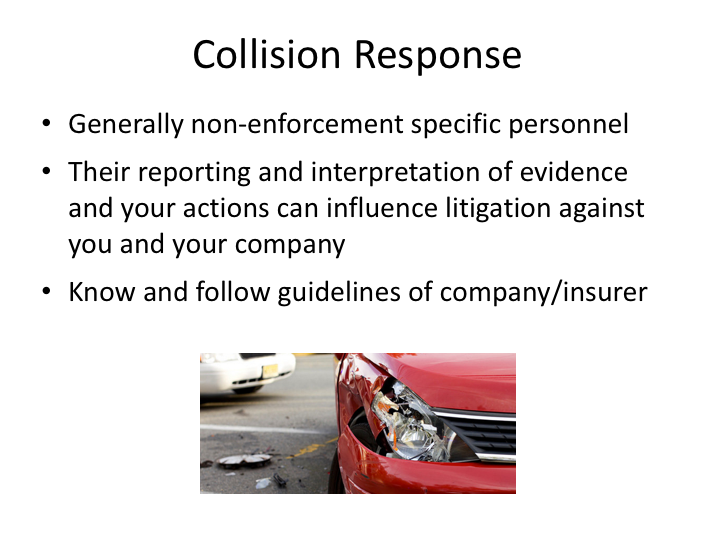 Collision Response
• Generally non-enforcement specific personnel
• Their reporting and interpretation of evidence
and your actions can influence litigation against
you and your company
• Know and follow guidelines of company/insurer